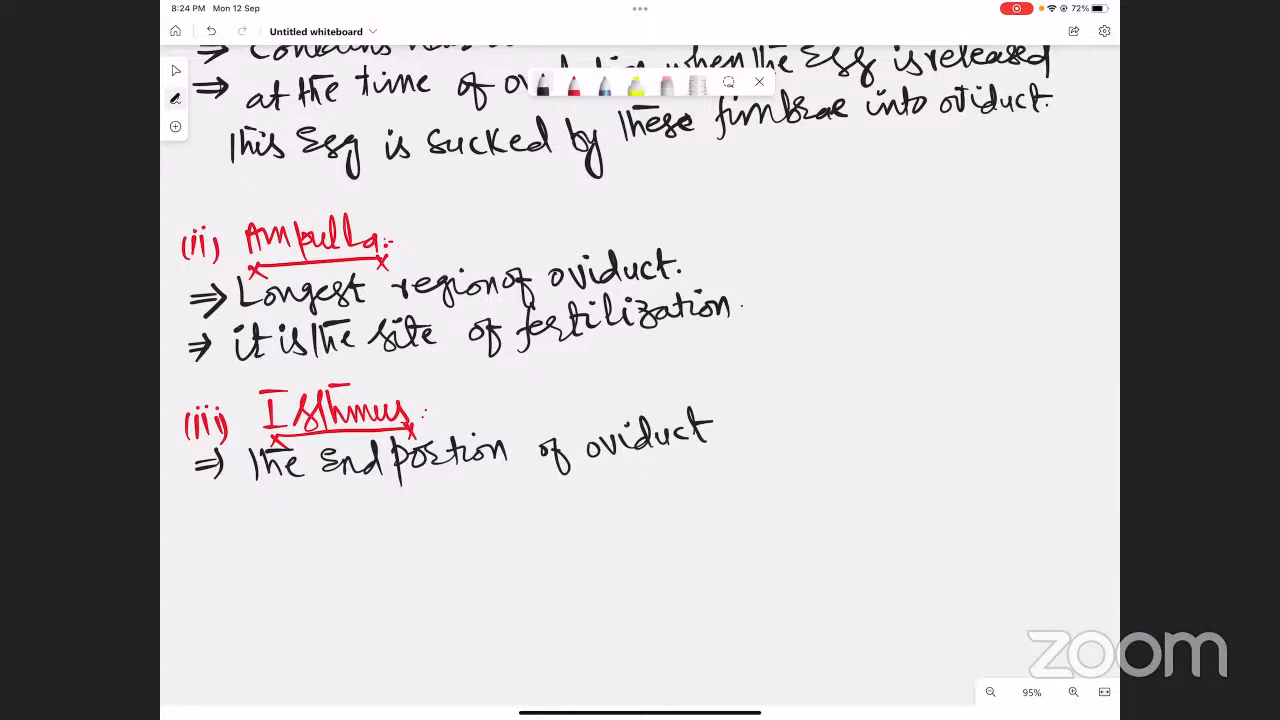 8:24 PM Mon 12 Sep
72%
Untitled whiteboard
⇒ Contains
⇒ at the time of when the Egg is released
This Egg is sucked by these fimbrae into oviduct.
(ii) Ampulla:-
⇒ Longest region of oviduct.
⇒ it is the site of fertilization.
(iii) Isthmus:
⇒ The End portion of oviduct
zoom
95%